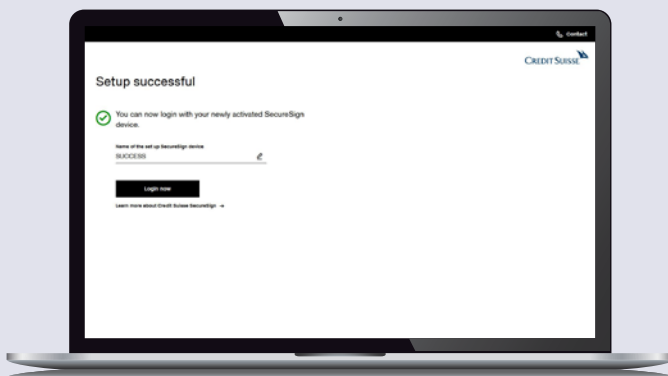 Contact
CREDIT SUISSE
Setup successful
You can now login with your newly activated SecureSign
device.
Name of the set up SecureSign device
SUCCESS
Login now
Learn more about Credit Suisse SecureSign →